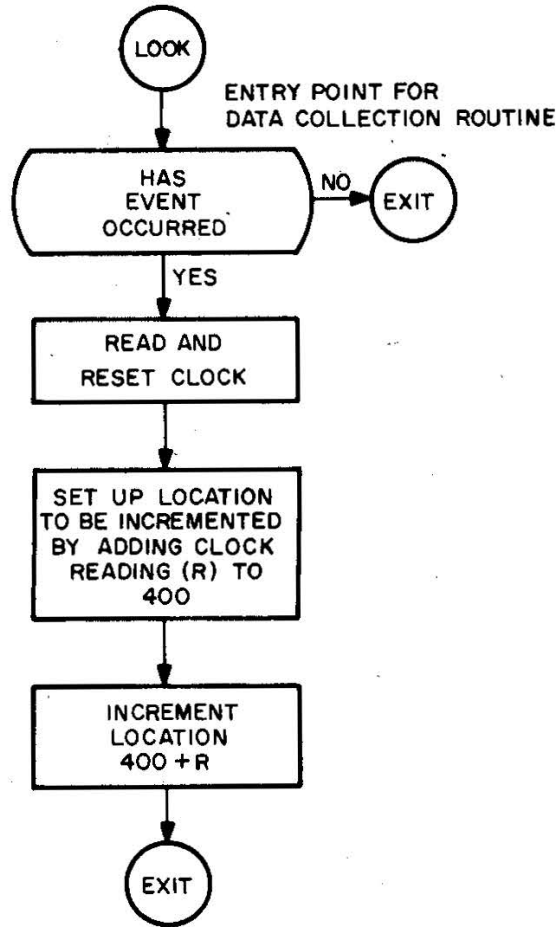 LOOK
ENTRY POINT FOR
DATA COLLECTION ROUTINE
HAS
EVENT
OCCURRED
NO
EXIT
YES
READ AND
RESET CLOCK
SET UP LOCATION
TO BE INCREMENTED
BY ADDING CLOCK
READING (R) TO
400
INCREMENT
LOCATION
400 + R
EXIT